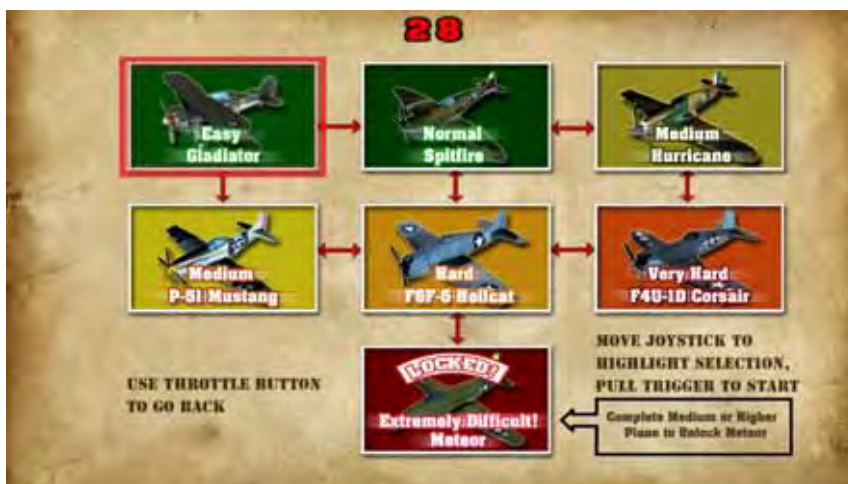 28
Easy
Gladiator
Normal
Spitfire
Medium
Hurricane
Medium
P-51 Mustang
Hard
F6F-5 Hellcat
Very Hard
F4U-1D Corsair
LOCKED!
Extremely Difficult!
Meteor
USE THROTTLE BUTTON
TO GO BACK
MOVE JOYSTICK TO
HIGHLIGHT SELECTION,
PULL TRIGGER TO START
Complete Medium or Higher
Plane to Unlock Meteor